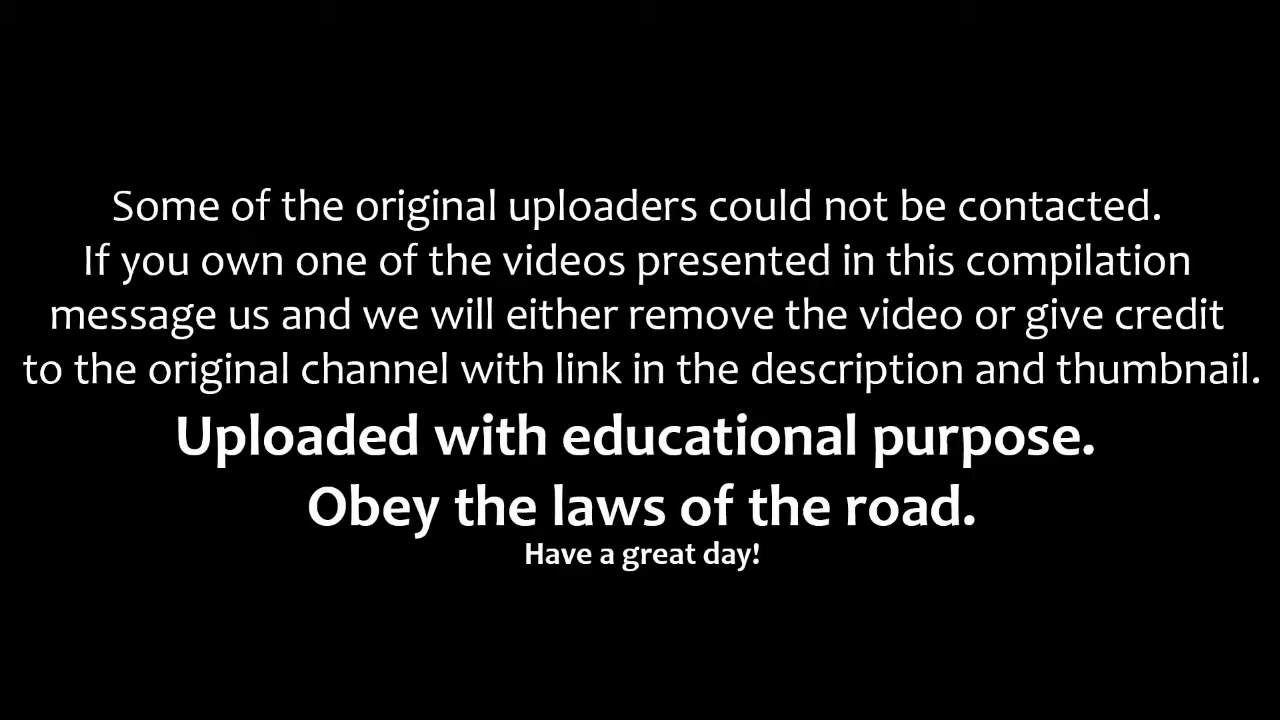 Some of the original uploaders could not be contacted.
If you own one of the videos presented in this compilation
message us and we will either remove the video or give credit
to the original channel with link in the description and thumbnail.
Uploaded with educational purpose.
Obey the laws of the road.
Have a great day!